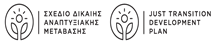 ΣΧΕΔΙΟ ΔΙΚΑΙΗΣ
ΑΝΑΠΤΥΞΙΑΚΗΣ
ΜΕΤΑΒΑΣΗΣ
JUST TRANSITION
DEVELOPMENT
PLAN